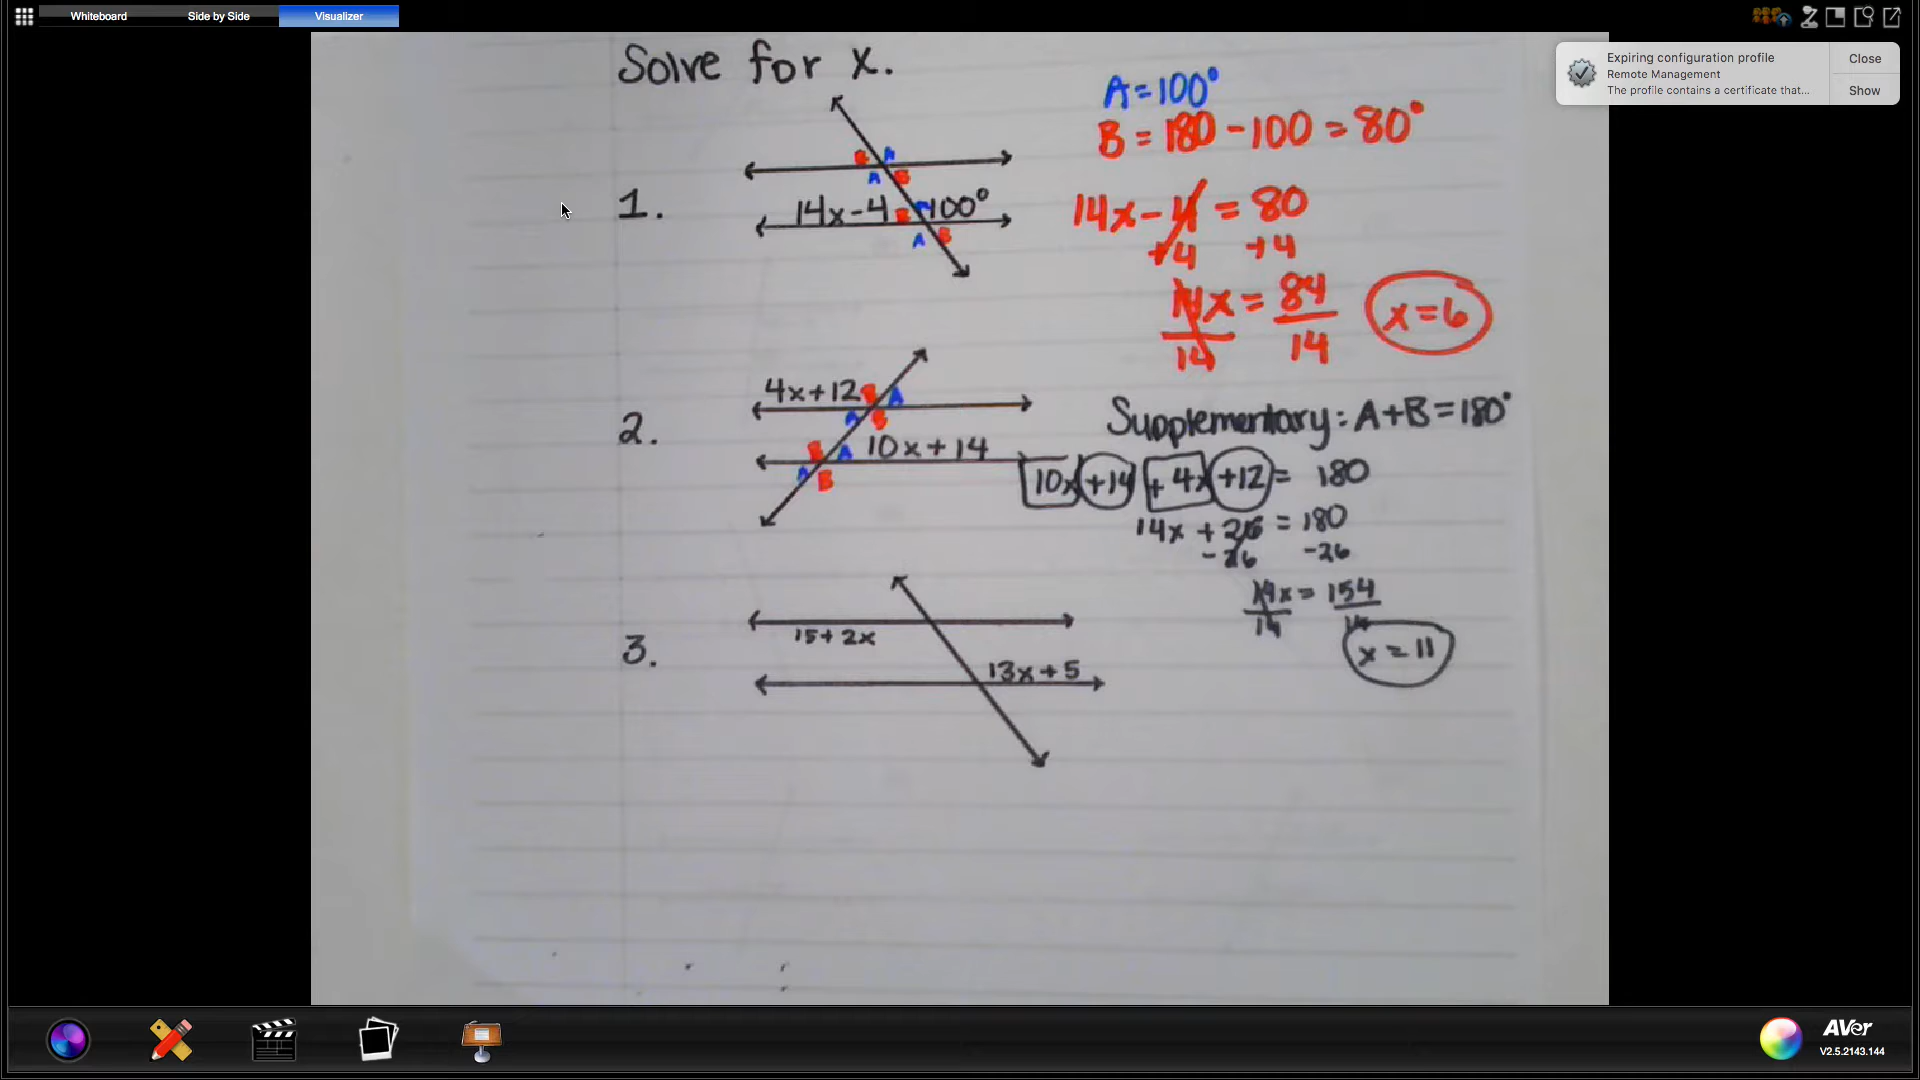 Whiteboard
Side by Side
Visualizer
Expiring configuration profile
Remote Management
The profile contains a certificate that...
Close
Show
Solve for x.
A=100°
B = 180 - 100 = 80°
1.
B A
A B
14x-4 B A 100°
A B
14x - 4 = 80
+4 +4
14x = 84
14 14
x = 6
2.
4x+12 B A
A B
B A 10x + 14
A B
Supplementary: A+B=180°
10x +14 + 4x +12 = 180
14x + 26 = 180
-26 -26
14x = 154
14 14
x = 11
3.
15+ 2x
13x+5
AVer
V2.5.2143.144